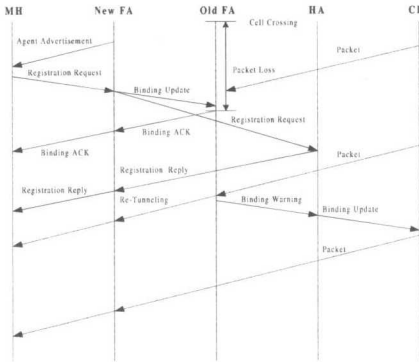 MH New FA Old FA HA
Cell Crossing
Agent Advertisement
Packet
Registration Request
Packet Loss
Binding Update
Registration Request
Binding ACK
Binding ACK
Packet
Registration Reply
Registration Reply
Re-Tunneling
Binding Warning
Binding Update
Packet